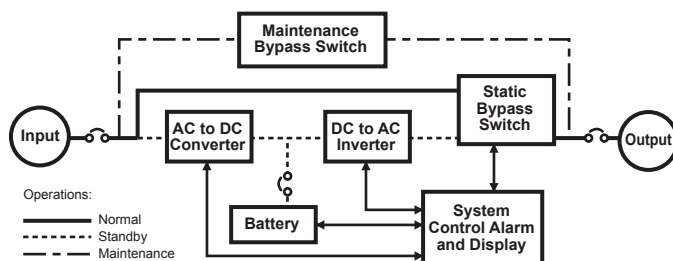 Maintenance
Bypass Switch
Static
Bypass
Switch
Input
AC to DC
Converter
DC to AC
Inverter
Output
Operations:
Normal
Standby
Maintenance
Battery
System
Control Alarm
and Display